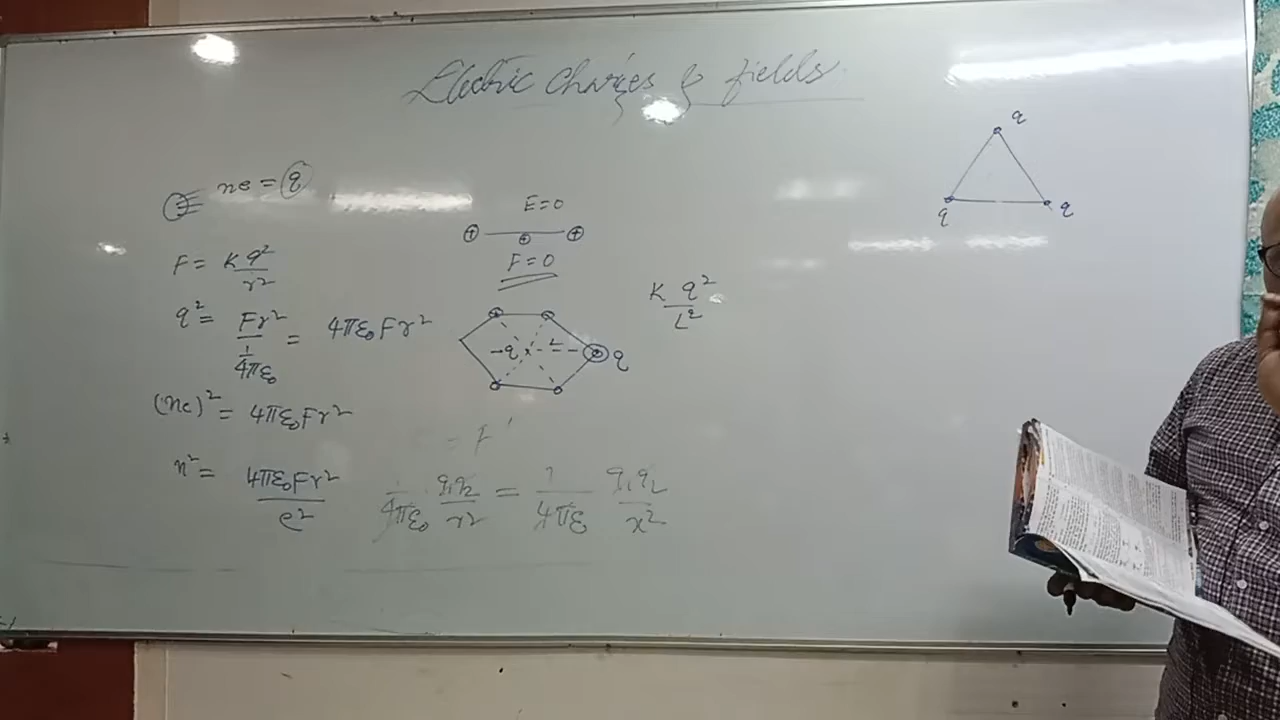 Electric Charges & fields
ne = q
F = K q²/r²
q² = Fr²/(1/4πε₀) = 4πε₀Fr²
(ne)² = 4πε₀Fr²
n² = 4πε₀Fr²/e²
E=0
+ + +
F=0
-q L q
K q²/L²
= F
1/4πε₀ q₁q₂/r² = 1/4πε q₁q₂/x²
q
q q